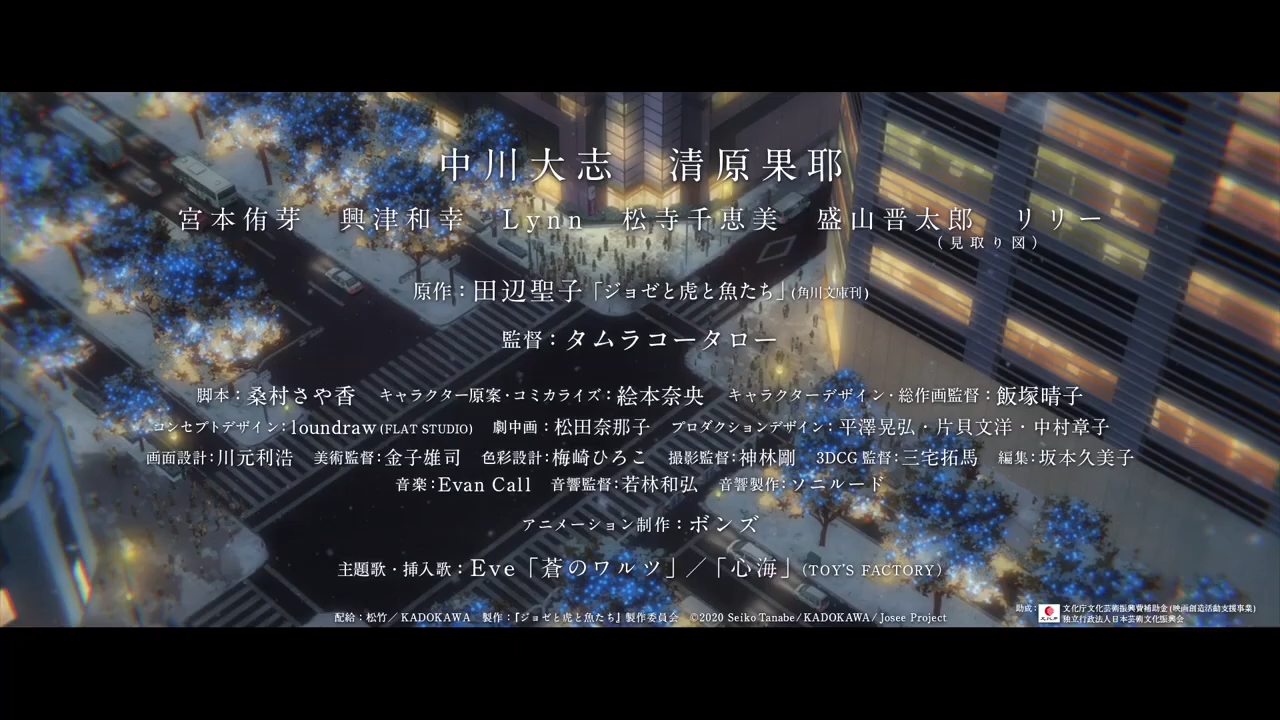 中川大志　清原果耶
宮本侑芽　興津和幸　Lynn　松寺千恵美　盛山晋太郎　リリー
(見取り図)
原作：田辺聖子「ジョゼと虎と魚たち」(角川文庫刊)
監督：タムラコータロー
脚本：桑村さや香　キャラクター原案・コミカライズ：絵本奈央　キャラクターデザイン・総作画監督：飯塚晴子
コンセプトデザイン：loundraw(FLAT STUDIO)　劇中画：松田奈那子　プロダクションデザイン：平澤晃弘・片貝文洋・中村章子
画面設計：川元利浩　美術監督：金子雄司　色彩設計：梅崎ひろこ　撮影監督：神林剛　3DCG監督：三宅拓馬　編集：坂本久美子
音楽：Evan Call　音響監督：若林和弘　音響製作：ソニルード
アニメーション制作：ボンズ
主題歌・挿入歌：Eve「蒼のワルツ」／「心海」(TOY'S FACTORY)
配給：松竹／KADOKAWA　製作：『ジョゼと虎と魚たち』製作委員会　©2020 Seiko Tanabe/KADOKAWA/Josee Project
助成：文化庁文化芸術振興費補助金(映画創造活動支援事業)
独立行政法人日本芸術文化振興会